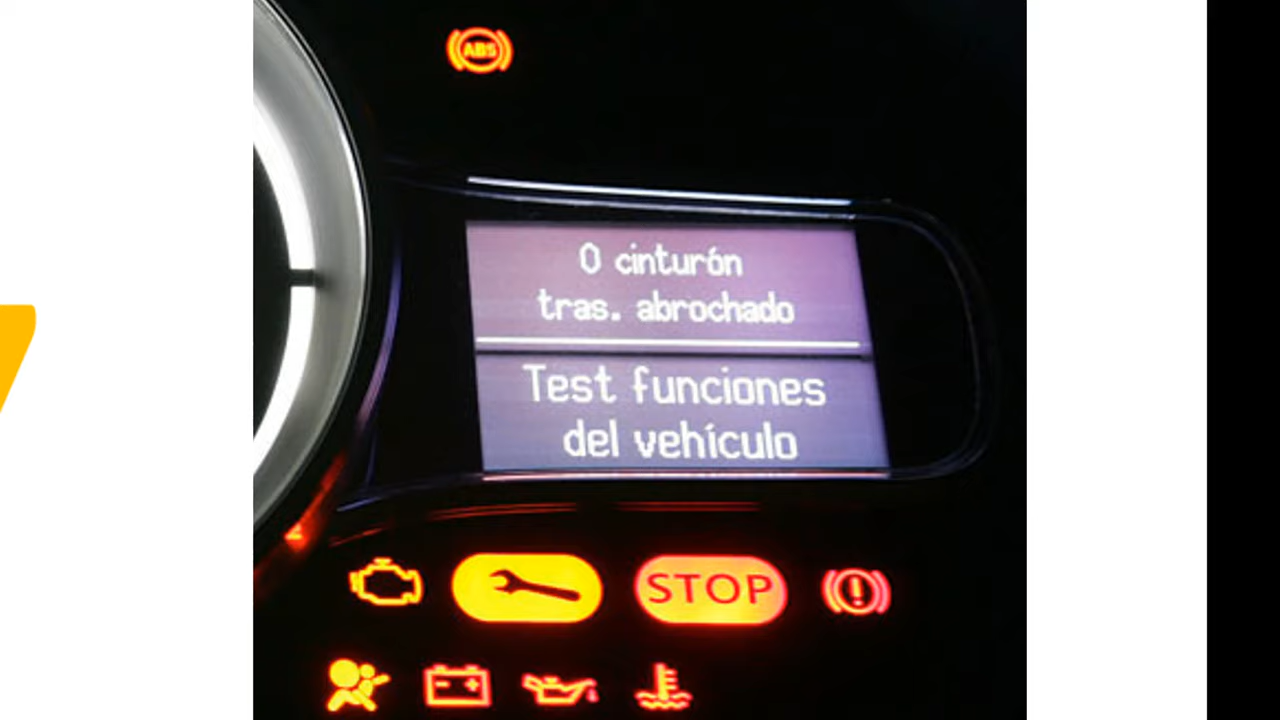 ABS
0 cinturón
tras. abrochado
Test funciones
del vehículo
STOP